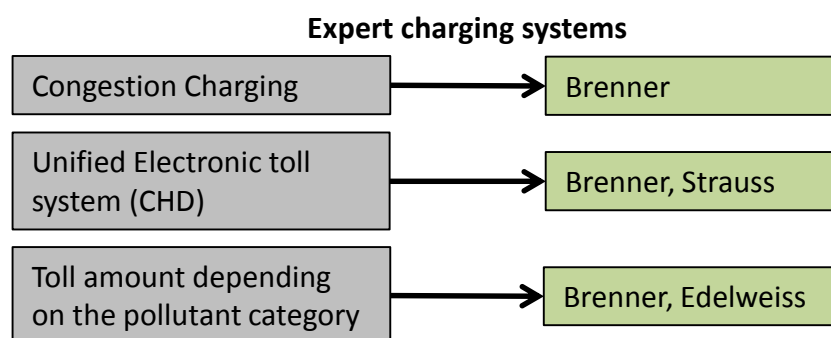 Expert charging systems
Congestion Charging
Brenner
Unified Electronic toll
system (CHD)
Brenner, Strauss
Toll amount depending
on the pollutant category
Brenner, Edelweiss